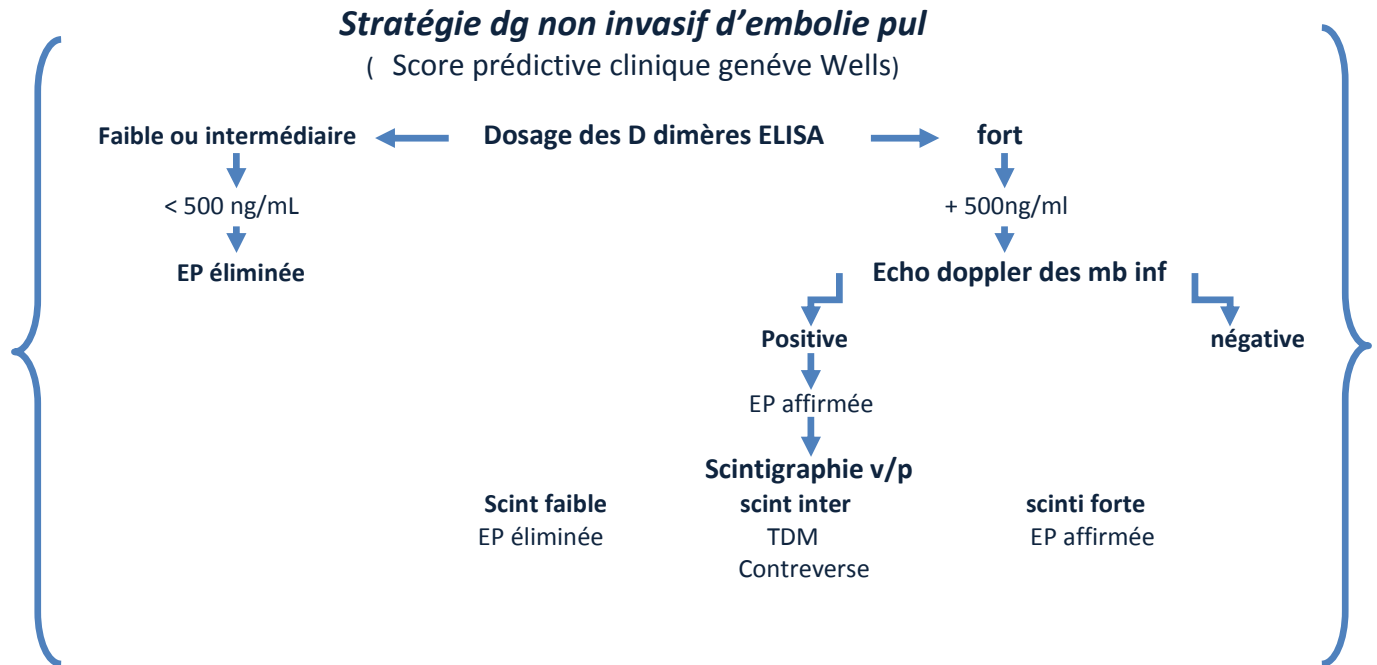 Stratégie dg non invasif d’embolie pul
( Score prédictive clinique genéve Wells)
Faible ou intermédiaire Dosage des D dimères ELISA fort
< 500 ng/mL + 500ng/ml
EP éliminée Echo doppler des mb inf
Positive négative
EP affirmée
Scintigraphie v/p
Scint faible scint inter scinti forte
EP éliminée TDM EP affirmée
Contreverse